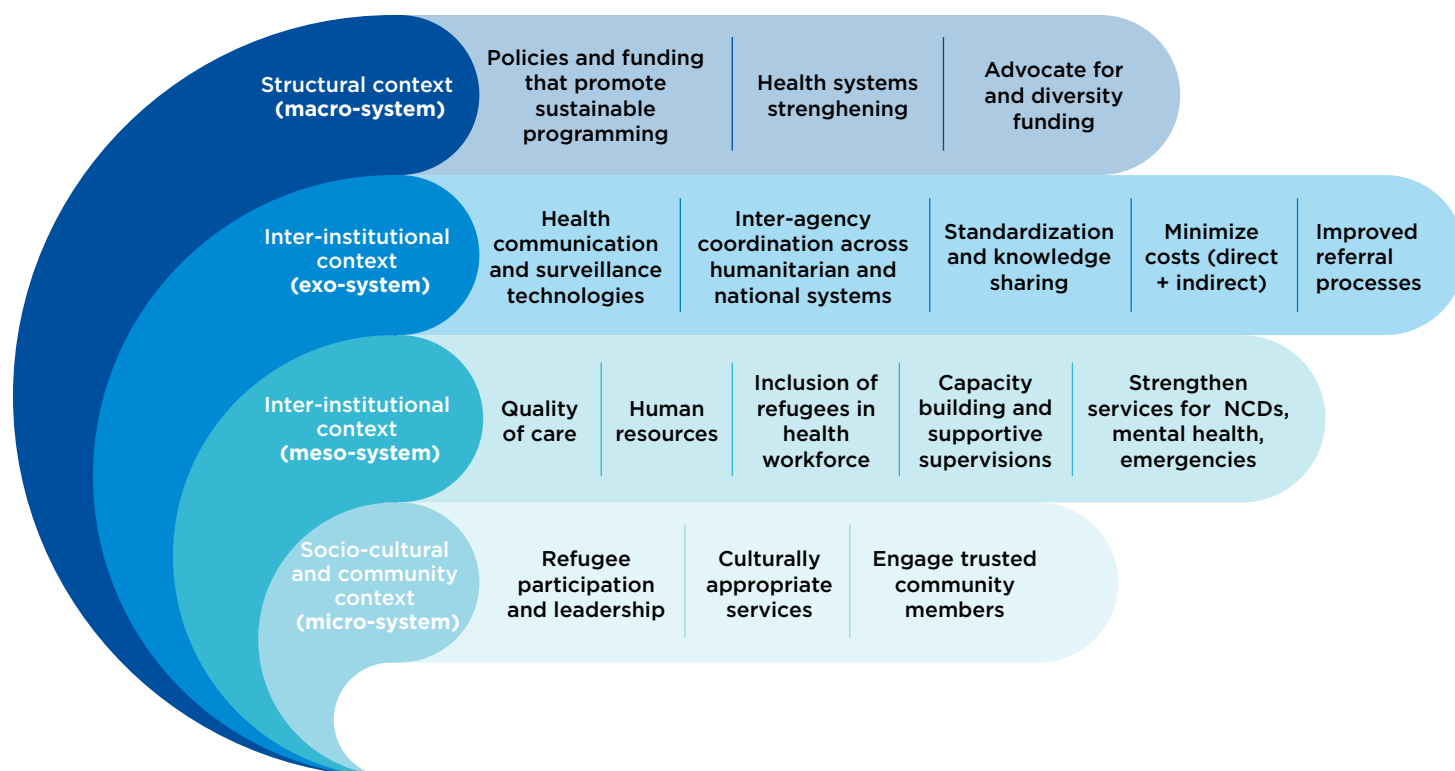 Structural context
(macro-system)
Policies and funding
that promote
sustainable
programming
Health systems
strenghening
Advocate for
and diversity
funding
Inter-institutional
context
(exo-system)
Health
communication
and surveillance
technologies
Inter-agency
coordination across
humanitarian and
national systems
Standardization
and knowledge
sharing
Minimize
costs (direct
+ indirect)
Improved
referral
processes
Inter-institutional
context
(meso-system)
Quality
of care
Human
resources
Inclusion of
refugees in
health
workforce
Capacity
building and
supportive
supervisions
Strengthen
services for NCDs,
mental health,
emergencies
Socio-cultural
and community
context
(micro-system)
Refugee
participation
and leadership
Culturally
appropriate
services
Engage trusted
community
members